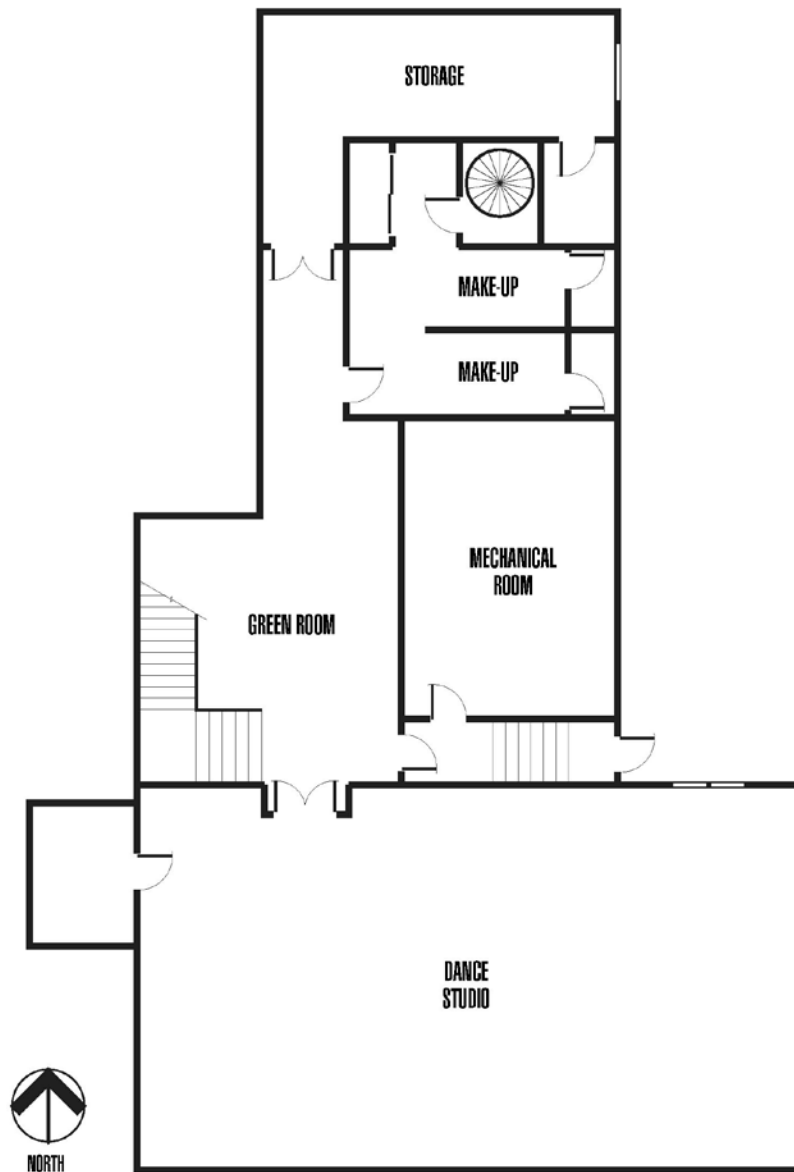 STORAGE
MAKE-UP
MAKE-UP
MECHANICAL
ROOM
GREEN ROOM
DANCE
STUDIO
NORTH